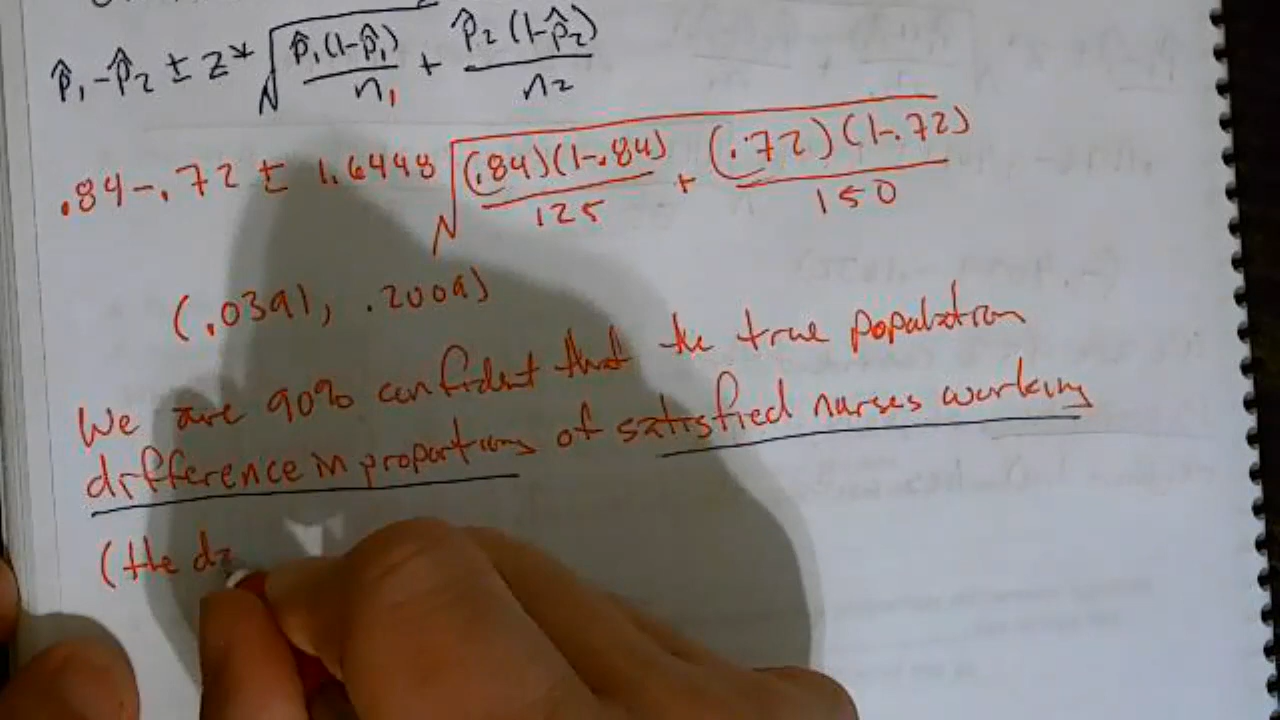 p̂₁-p̂₂ ± z* √ p̂₁(1-p̂₁)/n₁ + p̂₂(1-p̂₂)/n₂
.84-.72 ± 1.6448 √ (.84)(1-.84)/125 + (.72)(1-.72)/150
(.0391, .2009)
We are 90% confident that the true population
difference in proportions of satisfied nurses working
(the